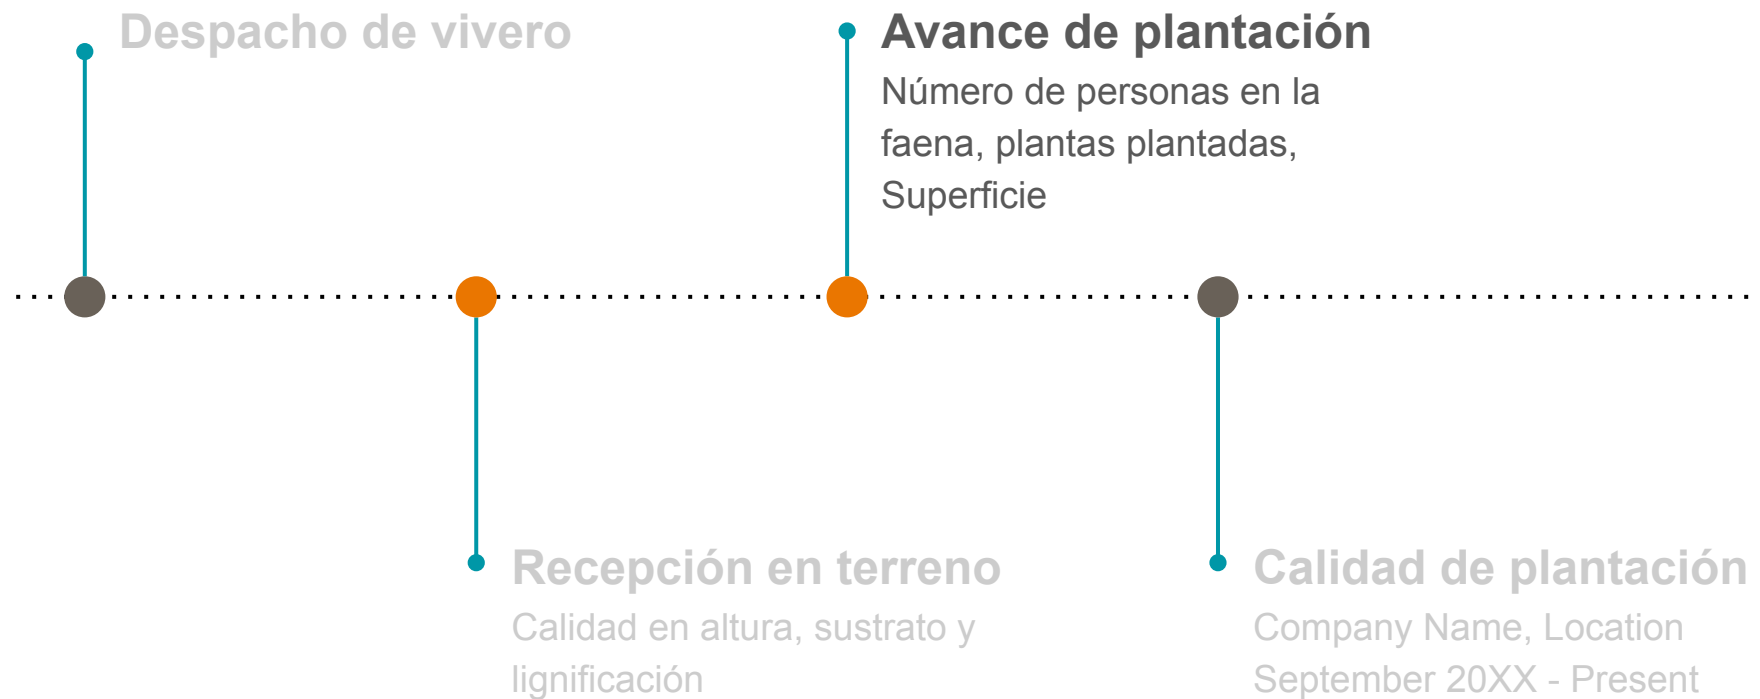 Despacho de vivero
Avance de plantación
Número de personas en la
faena, plantas plantadas,
Superficie
Recepción en terreno
Calidad en altura, sustrato y
lignificación
Calidad de plantación
Company Name, Location
September 20XX - Present